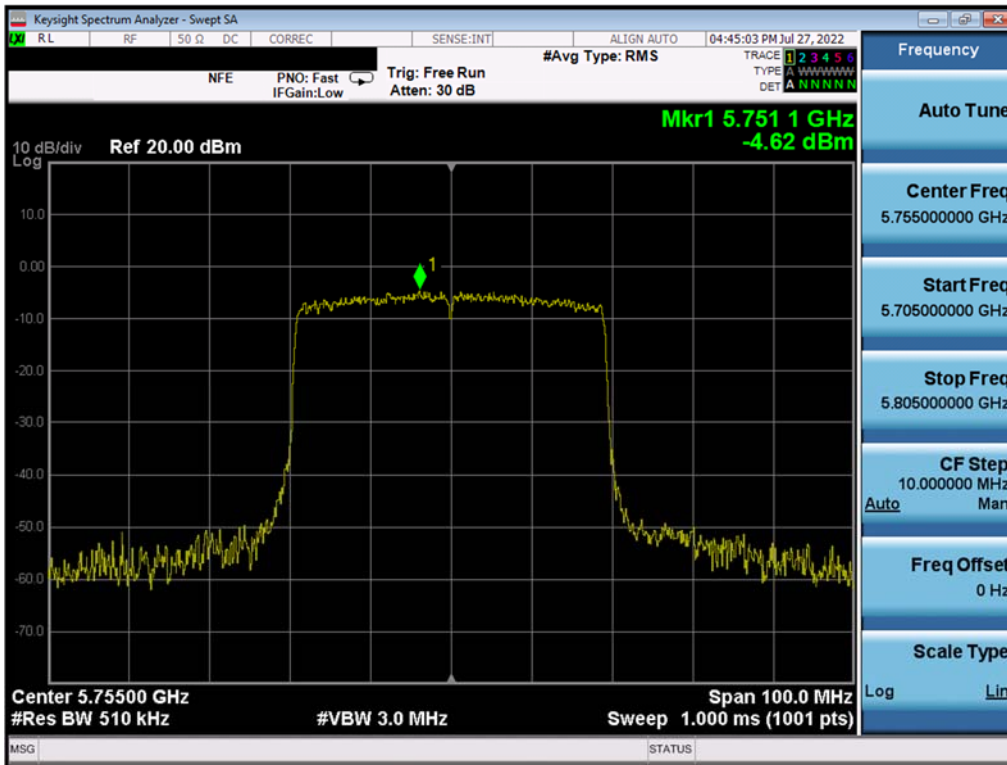 Keysight Spectrum Analyzer - Swept SA
LXI RL RF 50 Ω DC CORREC SENSE:INT ALIGN AUTO 04:45:03 PM Jul 27, 2022
NFE PNO: Fast Trig: Free Run #Avg Type: RMS TRACE 1 2 3 4 5 6
IFGain:Low Atten: 30 dB TYPE A WWWWW
DET A N N N N N
Mkr1 5.751 1 GHz
-4.62 dBm
10 dB/div Ref 20.00 dBm
Log
10.0
0.00
-10.0
-20.0
-30.0
-40.0
-50.0
-60.0
-70.0
1
Center 5.75500 GHz Span 100.0 MHz
#Res BW 510 kHz #VBW 3.0 MHz Sweep 1.000 ms (1001 pts)
MSG STATUS
Frequency
Auto Tune
Center Freq
5.755000000 GHz
Start Freq
5.705000000 GHz
Stop Freq
5.805000000 GHz
CF Step
10.000000 MHz
Auto Man
Freq Offset
0 Hz
Scale Type
Log Lin